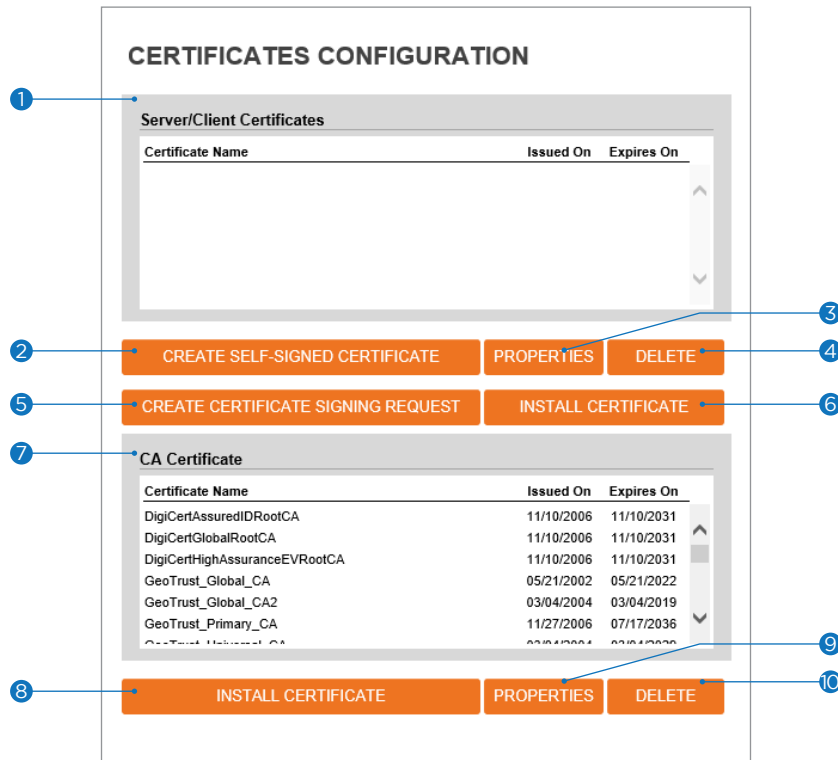 CERTIFICATES CONFIGURATION
1
Server/Client Certificates
Certificate Name Issued On Expires On
3
2 CREATE SELF-SIGNED CERTIFICATE PROPERTIES DELETE 4
5 CREATE CERTIFICATE SIGNING REQUEST INSTALL CERTIFICATE 6
7
CA Certificate
Certificate Name Issued On Expires On
DigiCertAssuredIDRootCA 11/10/2006 11/10/2031
DigiCertGlobalRootCA 11/10/2006 11/10/2031
DigiCertHighAssuranceEVRootCA 11/10/2006 11/10/2031
GeoTrust_Global_CA 05/21/2002 05/21/2022
GeoTrust_Global_CA2 03/04/2004 03/04/2019
GeoTrust_Primary_CA 11/27/2006 07/17/2036
9
8 INSTALL CERTIFICATE PROPERTIES DELETE 10